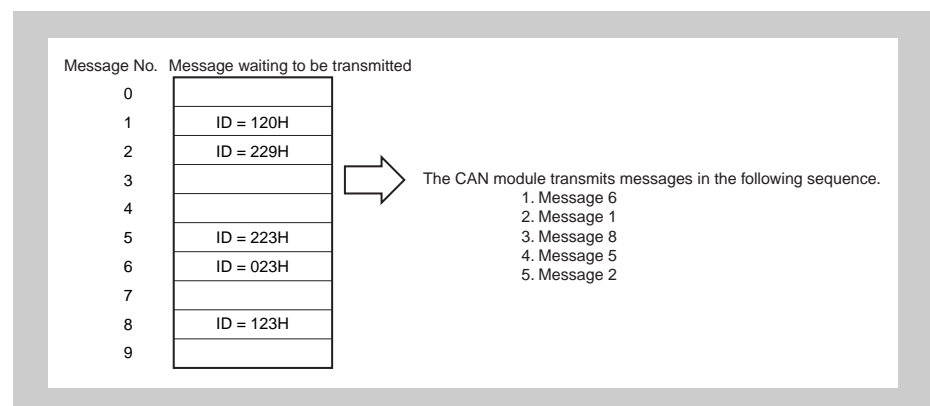 Message No. Message waiting to be transmitted
0
1 ID = 120H
2 ID = 229H
3
4
5 ID = 223H
6 ID = 023H
7
8 ID = 123H
9
The CAN module transmits messages in the following sequence.
1. Message 6
2. Message 1
3. Message 8
4. Message 5
5. Message 2